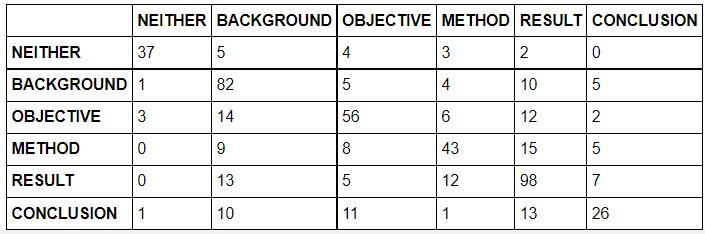 NEITHER BACKGROUND OBJECTIVE METHOD RESULT CONCLUSION
NEITHER 37 5 4 3 2 0
BACKGROUND 1 82 5 4 10 5
OBJECTIVE 3 14 56 6 12 2
METHOD 0 9 8 43 15 5
RESULT 0 13 5 12 98 7
CONCLUSION 1 10 11 1 13 26